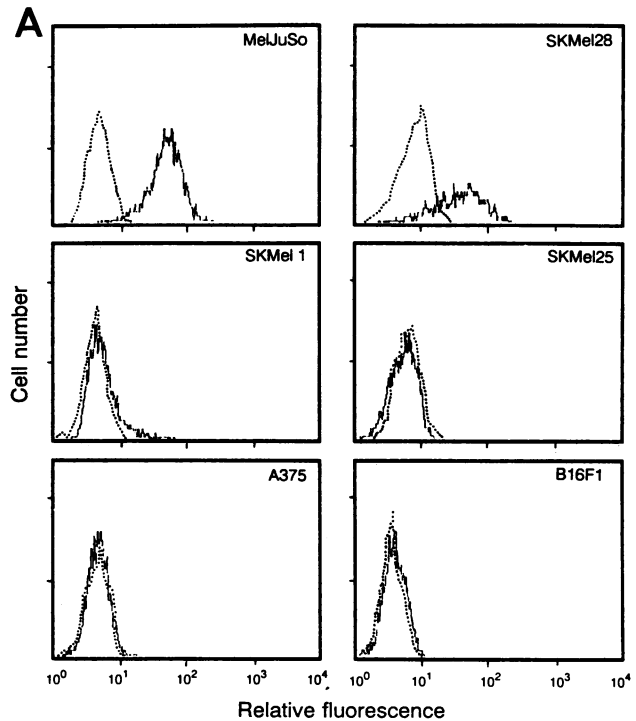 A
MelJuSo
SKMel28
SKMel 1
SKMel25
A375
B16F1
Cell number
10⁰ 10¹ 10² 10³ 10⁴
10⁰ 10¹ 10² 10³ 10⁴
Relative fluorescence